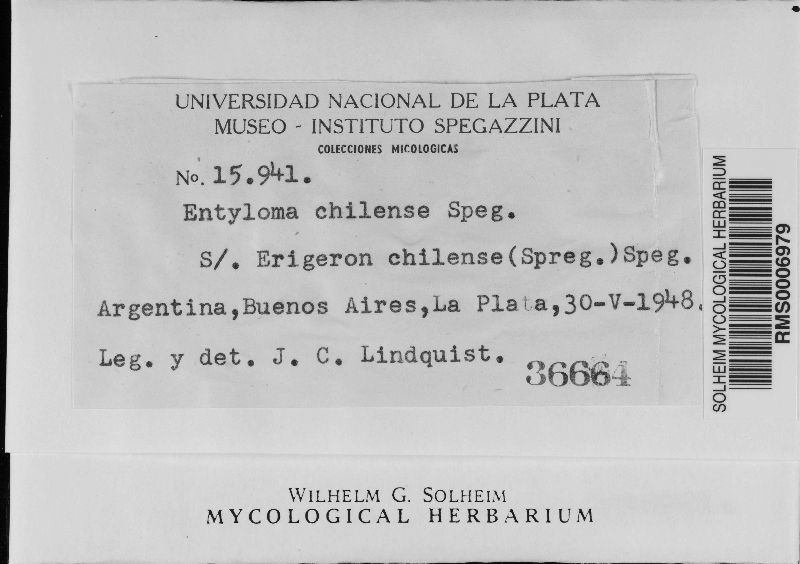 UNIVERSIDAD NACIONAL DE LA PLATA
MUSEO - INSTITUTO SPEGAZZINI
COLECCIONES MICOLOGICAS
No. 15.941.
Entyloma chilense Speg.
S/. Erigeron chilense(Spreg.)Speg.
Argentina,Buenos Aires,La Plata,30-V-1948.
Leg. y det. J. C. Lindquist.
36664
SOLHEIM MYCOLOGICAL HERBARIUM
RMS0006979
WILHELM G. SOLHEIM
MYCOLOGICAL HERBARIUM